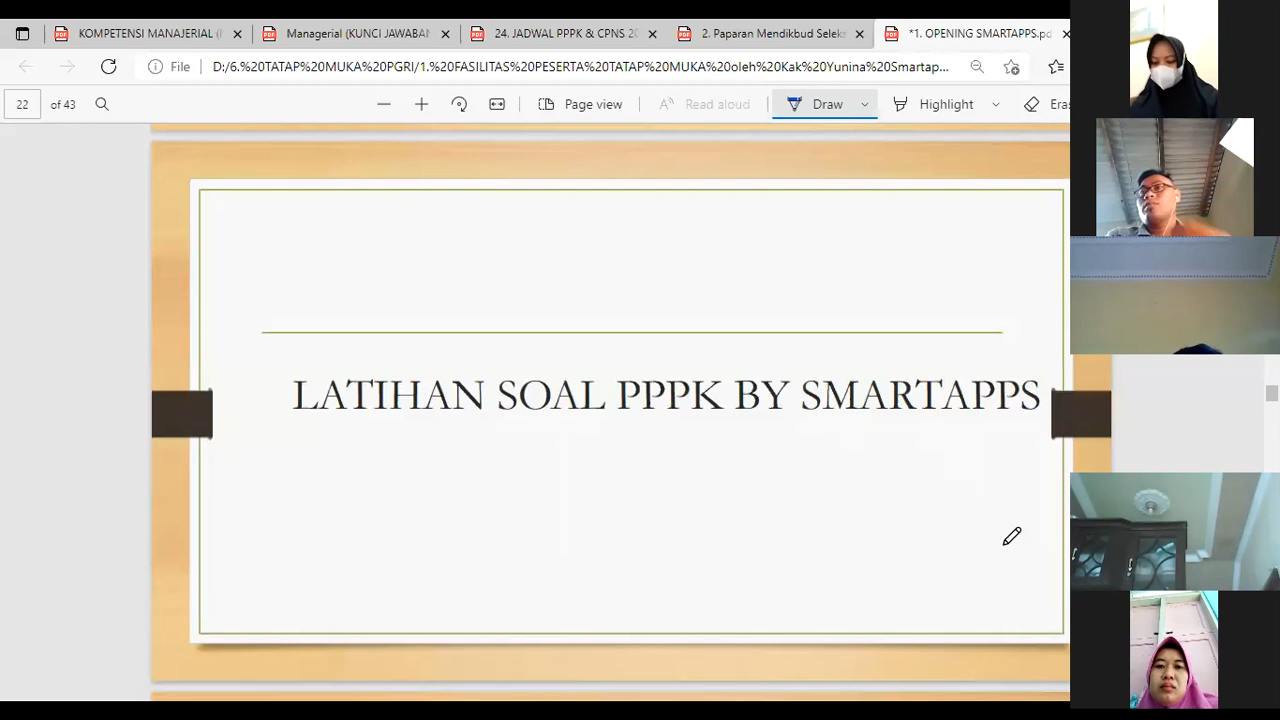 KOMPETENSI MANAJERIAL (
Managerial (KUNCI JAWABAN
24. JADWAL PPPK & CPNS 20
2. Paparan Mendikbud Seleks
*1. OPENING SMARTAPPS.pd
File
D:/6.%20TATAP%20MUKA%20PGRI/1.%20FASILITAS%20PESERTA%20TATAP%20MUKA%20oleh%20Kak%20Yunina%20Smartap...
22 of 43
Page view
Read aloud
Draw
Highlight
Eras
LATIHAN SOAL PPPK BY SMARTAPPS